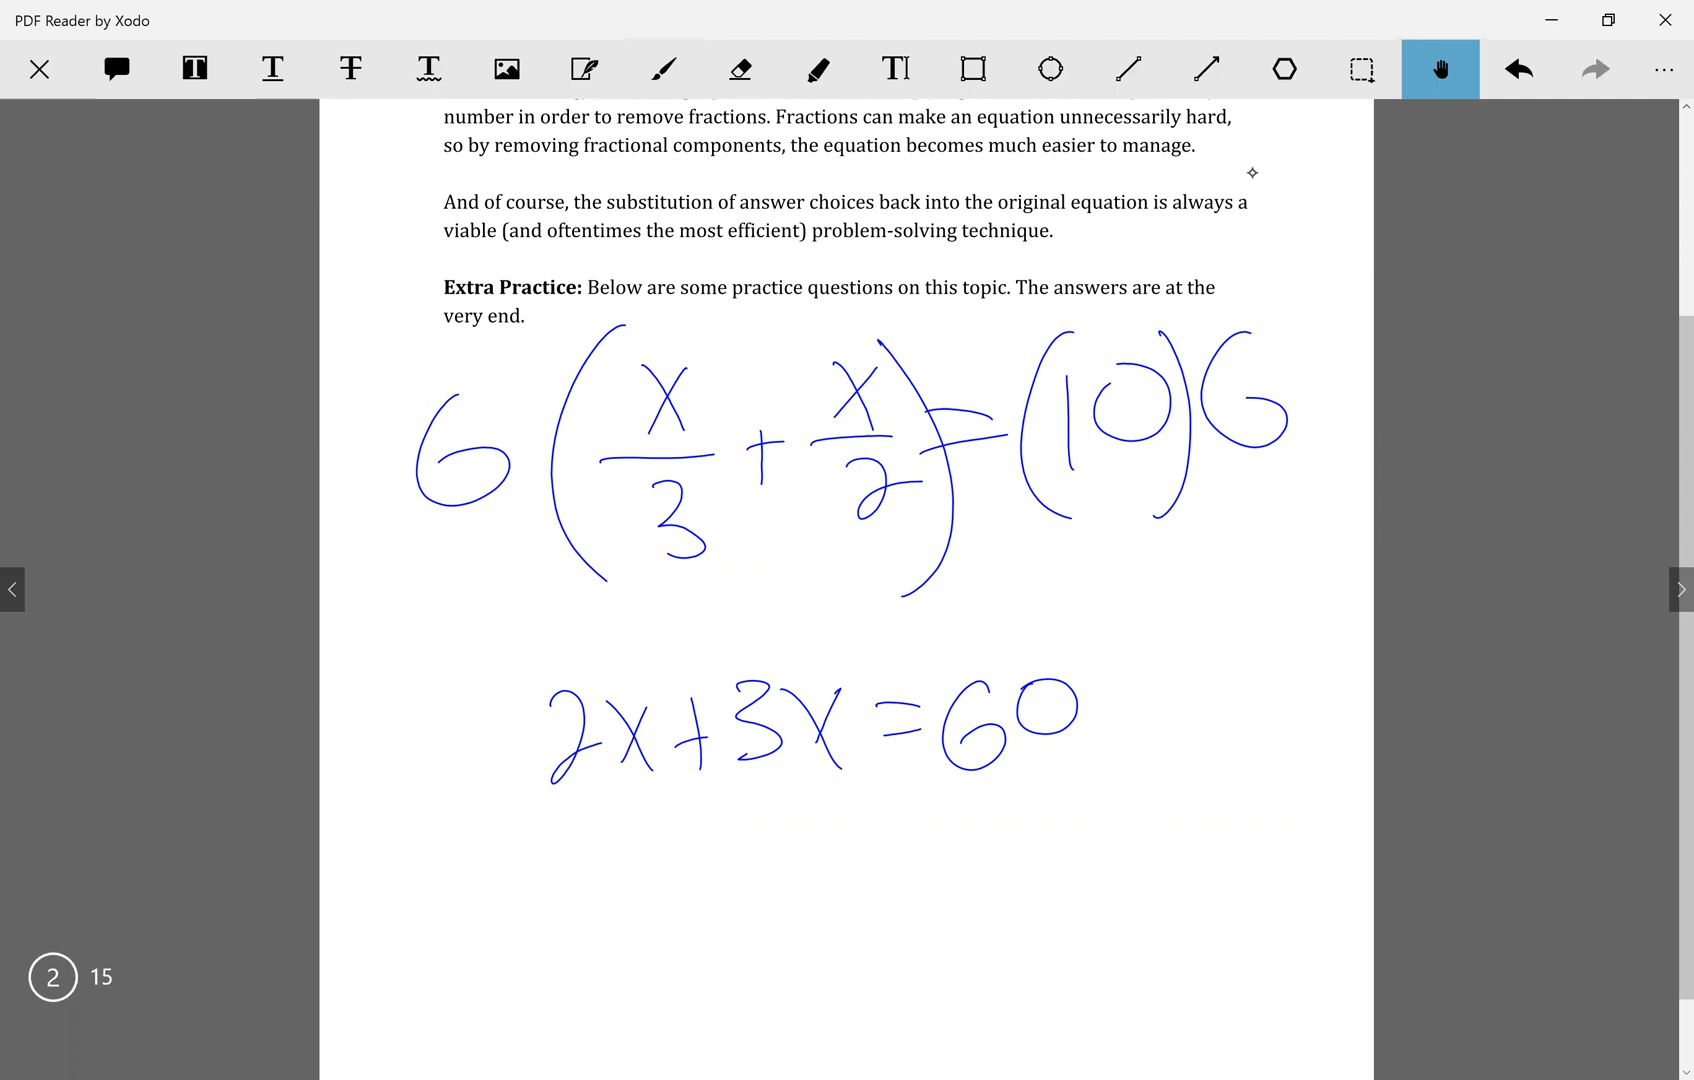 PDF Reader by Xodo
number in order to remove fractions. Fractions can make an equation unnecessarily hard,
so by removing fractional components, the equation becomes much easier to manage.
And of course, the substitution of answer choices back into the original equation is always a
viable (and oftentimes the most efficient) problem-solving technique.
Extra Practice: Below are some practice questions on this topic. The answers are at the
very end.
6 (x/3 + x/2) = (10) 6
2x + 3x = 60
2 15